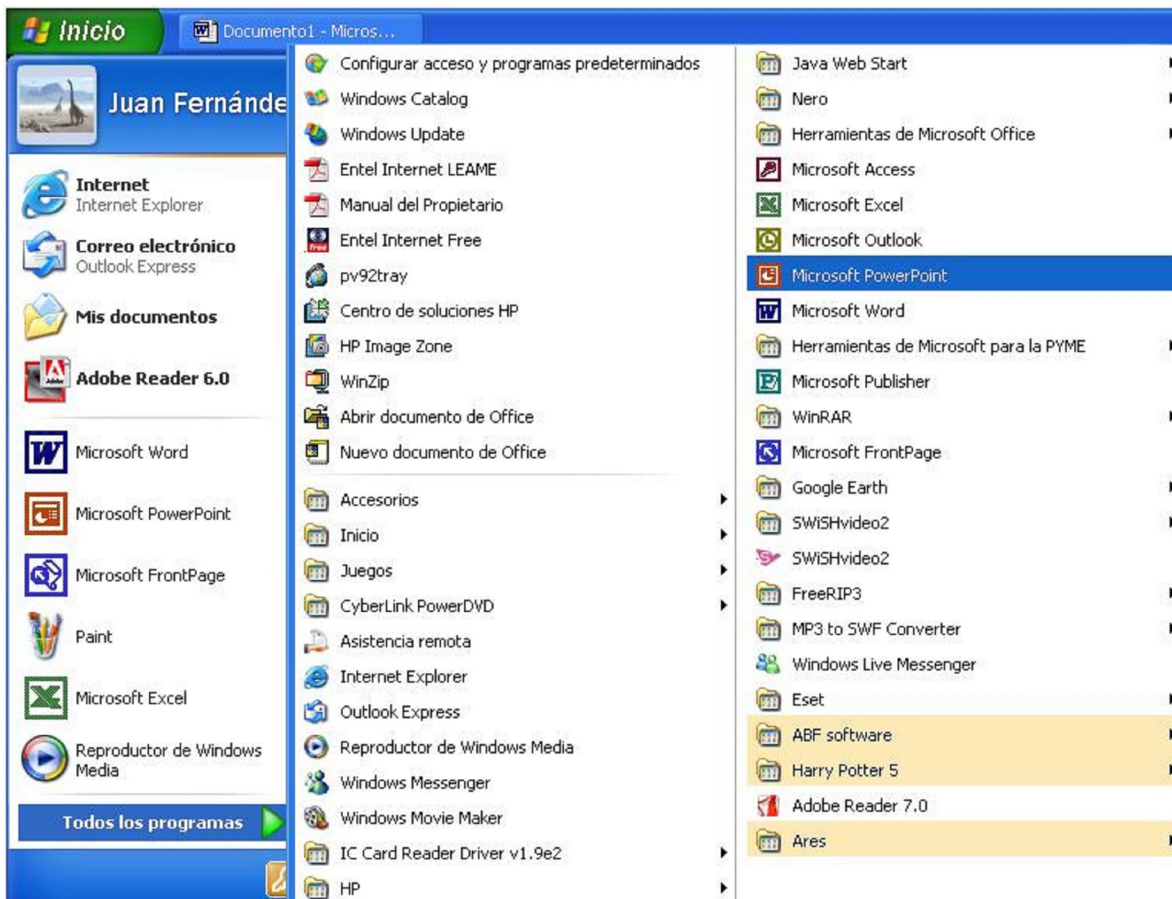 Inicio
Documento1 - Micros...
Juan Fernánde
Internet
Internet Explorer
Correo electrónico
Outlook Express
Mis documentos
Adobe Reader 6.0
Microsoft Word
Microsoft PowerPoint
Microsoft FrontPage
Paint
Microsoft Excel
Reproductor de Windows
Media
Todos los programas
Configurar acceso y programas predeterminados
Windows Catalog
Windows Update
Entel Internet LEAME
Manual del Propietario
Entel Internet Free
pv92tray
Centro de soluciones HP
HP Image Zone
WinZip
Abrir documento de Office
Nuevo documento de Office
Accesorios
Inicio
Juegos
CyberLink PowerDVD
Asistencia remota
Internet Explorer
Outlook Express
Reproductor de Windows Media
Windows Messenger
Windows Movie Maker
IC Card Reader Driver v1.9e2
HP
Java Web Start
Nero
Herramientas de Microsoft Office
Microsoft Access
Microsoft Excel
Microsoft Outlook
Microsoft PowerPoint
Microsoft Word
Herramientas de Microsoft para la PYME
Microsoft Publisher
WinRAR
Microsoft FrontPage
Google Earth
SWiSHvideo2
SWiSHvideo2
FreeRIP3
MP3 to SWF Converter
Windows Live Messenger
Eset
ABF software
Harry Potter 5
Adobe Reader 7.0
Ares